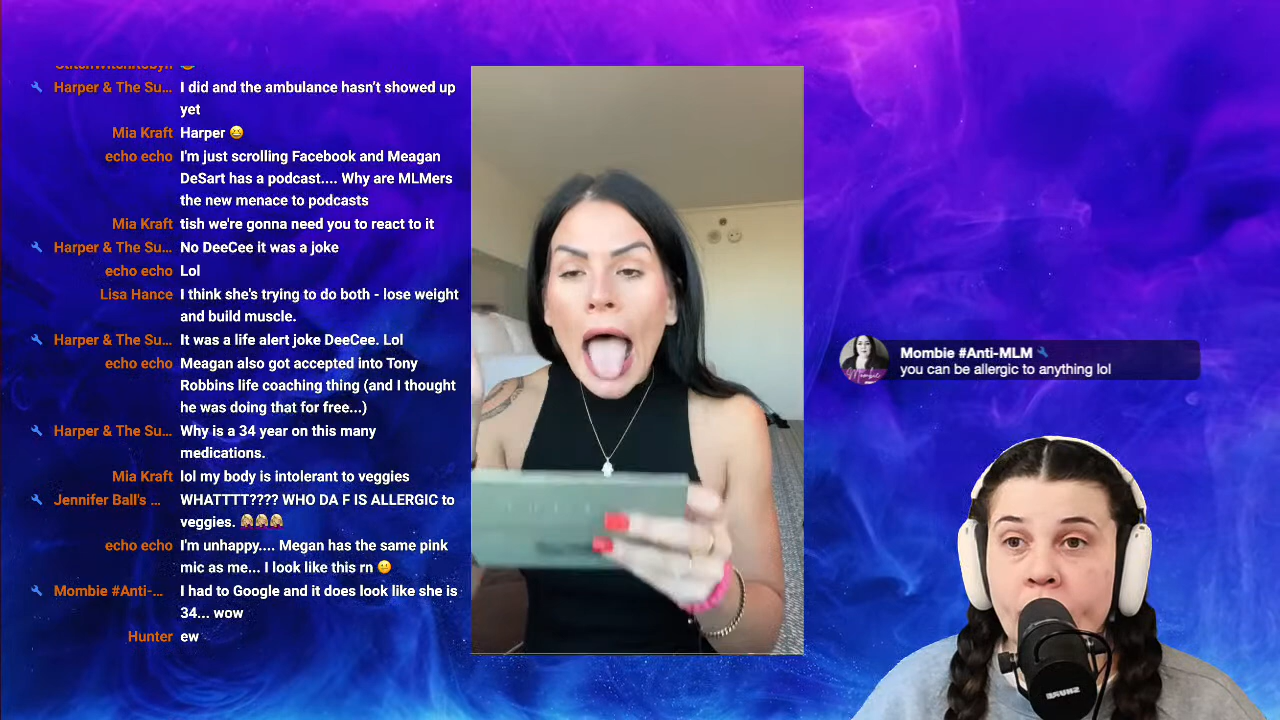 Harper & The Su... I did and the ambulance hasn't showed up
yet
Mia Kraft Harper 😆
echo echo I'm just scrolling Facebook and Meagan
DeSart has a podcast.... Why are MLMers
the new menace to podcasts
Mia Kraft tish we're gonna need you to react to it
Harper & The Su... No DeeCee it was a joke
echo echo Lol
Lisa Hance I think she's trying to do both - lose weight
and build muscle.
Harper & The Su... It was a life alert joke DeeCee. Lol
echo echo Meagan also got accepted into Tony
Robbins life coaching thing (and I thought
he was doing that for free...)
Harper & The Su... Why is a 34 year on this many
medications.
Mia Kraft lol my body is intolerant to veggies
Jennifer Ball's ... WHATTTT???? WHO DA F IS ALLERGIC to
veggies. 🤦🏼‍♀️🤦🏼‍♀️🤦🏼‍♀️
echo echo I'm unhappy.... Megan has the same pink
mic as me... I look like this rn 🙂
Mombie #Anti-... I had to Google and it does look like she is
34... wow
Hunter ew
Mombie #Anti-MLM
you can be allergic to anything lol
Mombie
SHURE